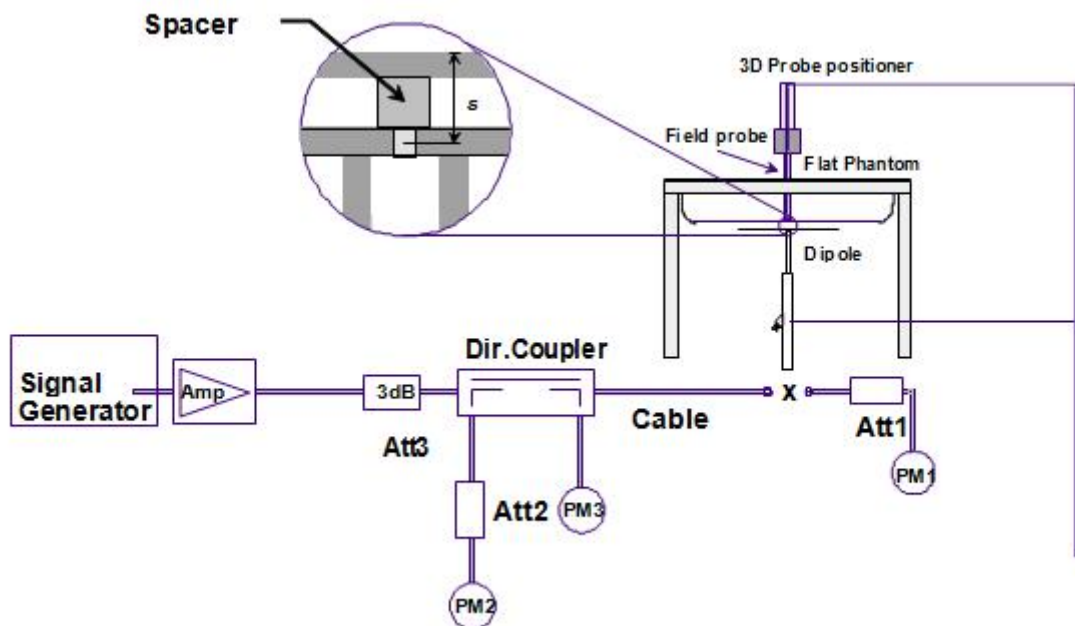 Spacer
s
3D Probe positioner
Field probe
Flat Phantom
Dipole
Dir.Coupler
Signal
Generator
Amp
3dB
Att3
Cable
X
Att1
PM1
Att2
PM3
PM2